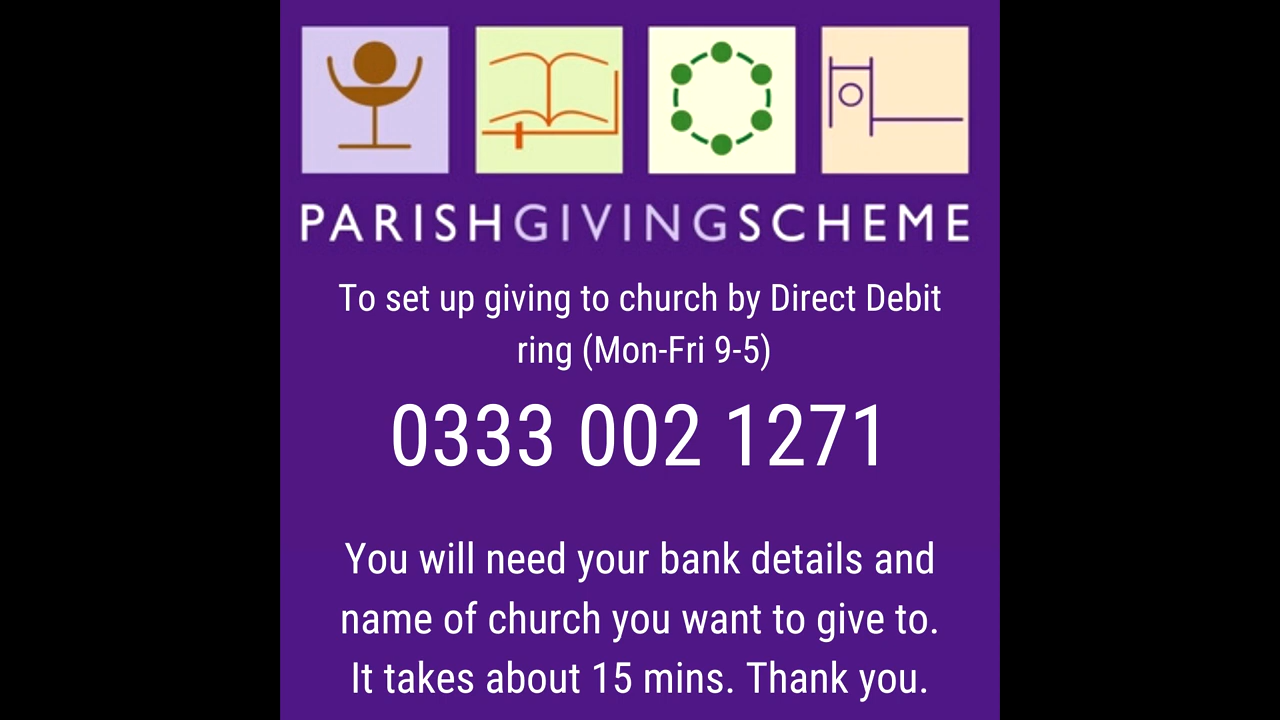 PARISHGIVINGSCHEME
To set up giving to church by Direct Debit
ring (Mon-Fri 9-5)
0333 002 1271
You will need your bank details and
name of church you want to give to.
It takes about 15 mins. Thank you.